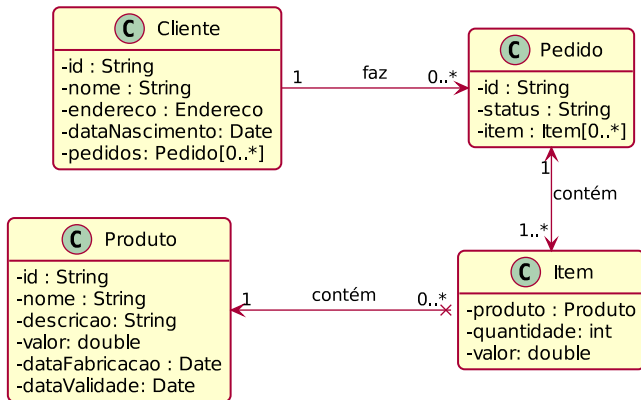 C Cliente
-id : String
-nome : String
-endereco : Endereco
-dataNascimento: Date
-pedidos: Pedido[0..*]
1 faz 0..*
C Pedido
-id : String
-status : String
-item : Item[0..*]
1
contém
1..*
C Produto
-id : String
-nome : String
-descricao: String
-valor: double
-dataFabricacao : Date
-dataValidade: Date
1 contém 0..*
C Item
-produto : Produto
-quantidade: int
-valor: double